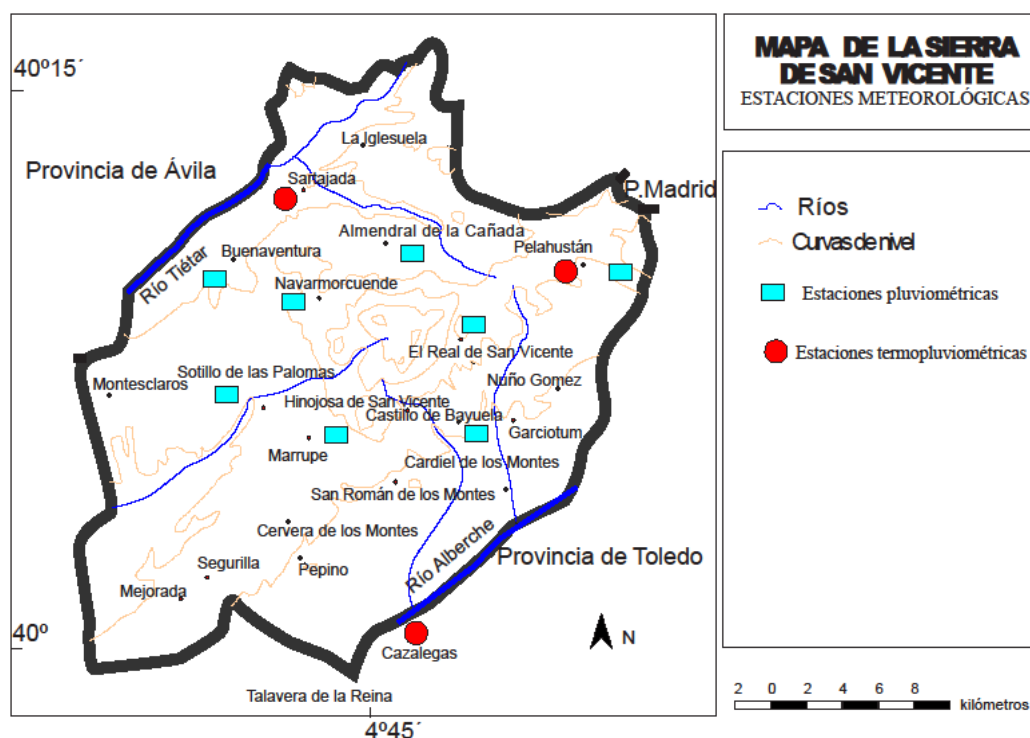 MAPA DE LA SIERRA
DE SAN VICENTE
ESTACIONES METEOROLÓGICAS
40º15´
La Iglesuela
Provincia de Ávila
Sartajada
P.Madrid
Almendral de la Cañada
Pelahustán
Buenaventura
Río Tiétar
Navarmorcuende
El Real de San Vicente
Sotillo de las Palomas
Montesclaros
Nuño Gomez
Hinojosa de San Vicente
Castillo de Bayuela
Garciotum
Marrupe
Cardiel de los Montes
San Román de los Montes
Cervera de los Montes
Río Alberche
Provincia de Toledo
Segurilla
Pepino
Mejorada
40º
N
Cazalegas
Talavera de la Reina
4º45´
Ríos
Curvas de nivel
Estaciones pluviométricas
Estaciones termopluviométricas
2 0 2 4 6 8
kilómetros